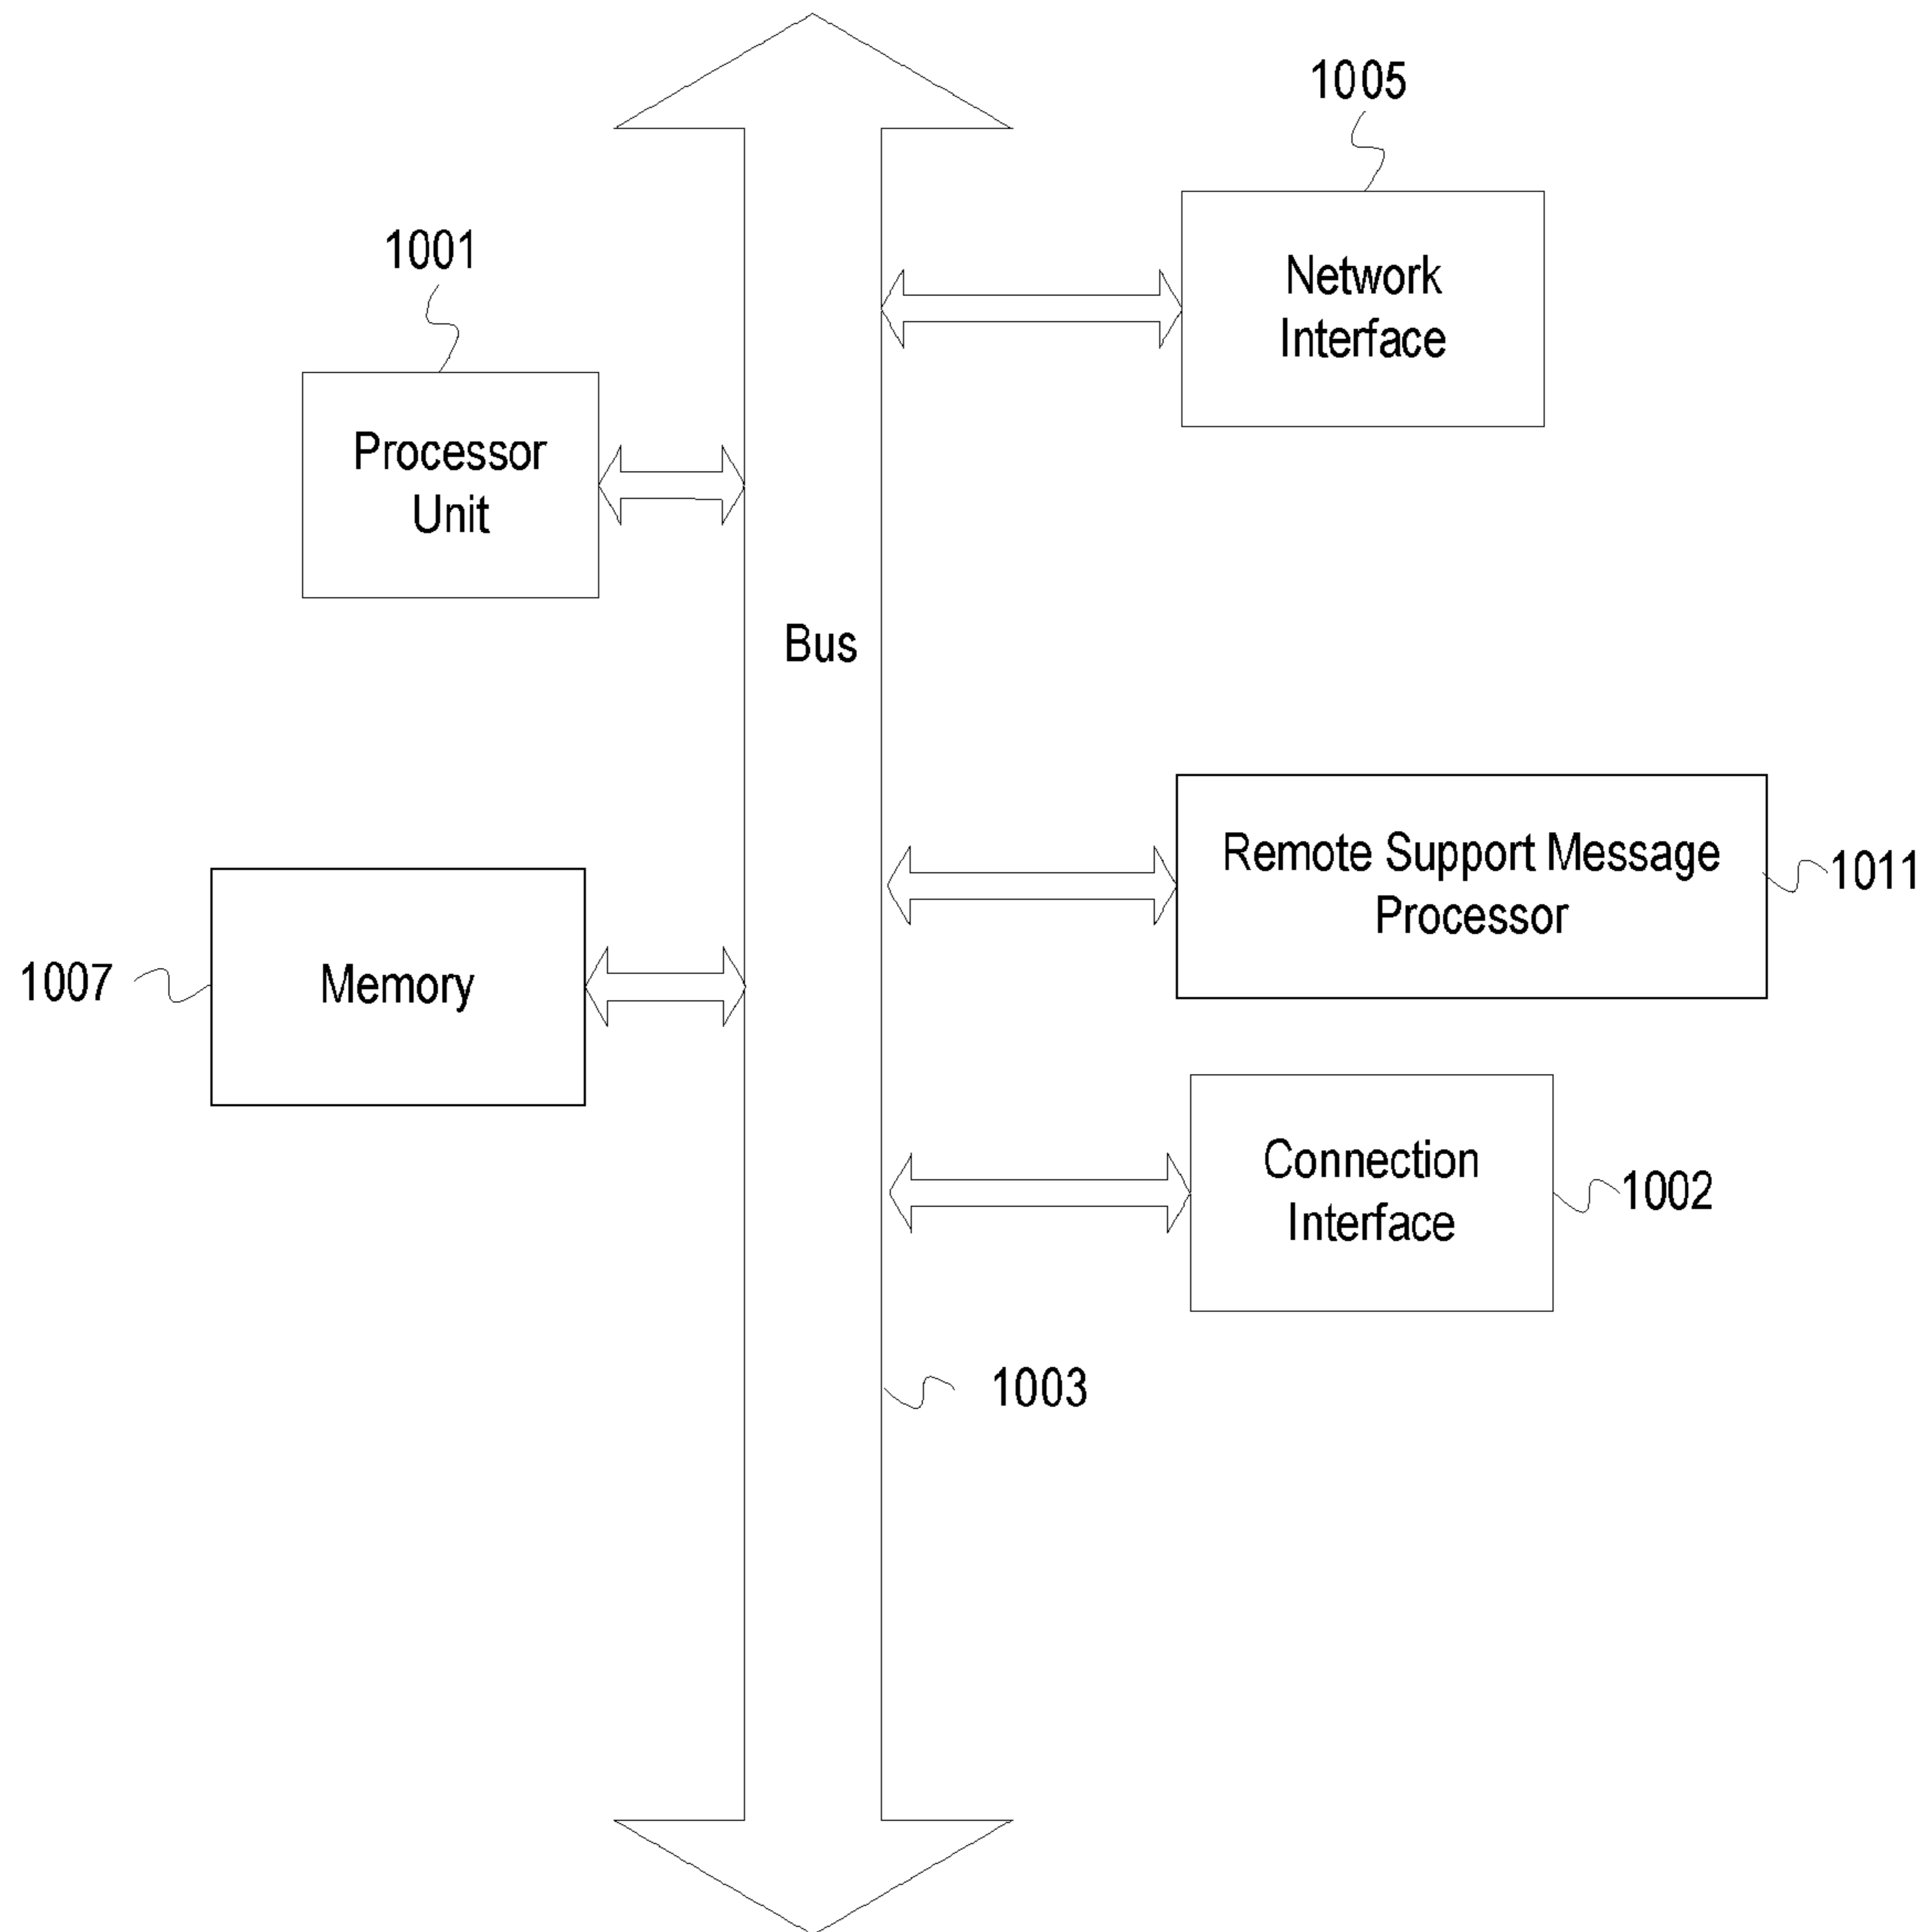 1005
Network
Interface
1001
Processor
Unit
Bus
Remote Support Message
Processor
1011
1007
Memory
Connection
Interface
1002
1003